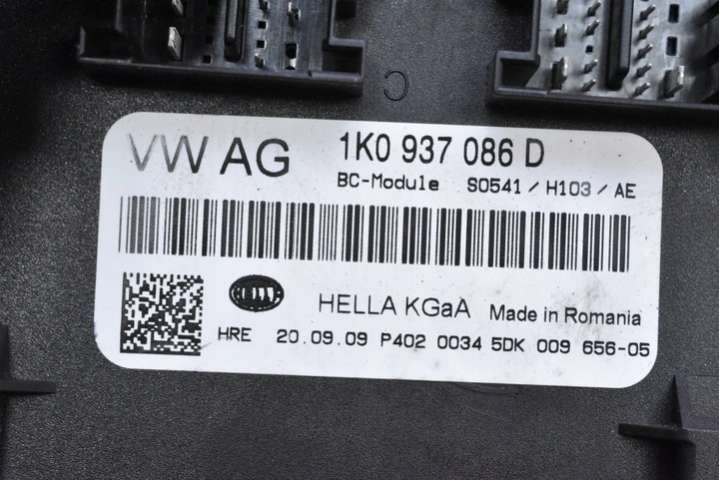 C
VW AG 1K0 937 086 D
BC-Module S0541 / H103 / AE
HELLA
HELLA KGaA Made in Romania
HRE 20.09.09 P402 0034 5DK 009 656-05